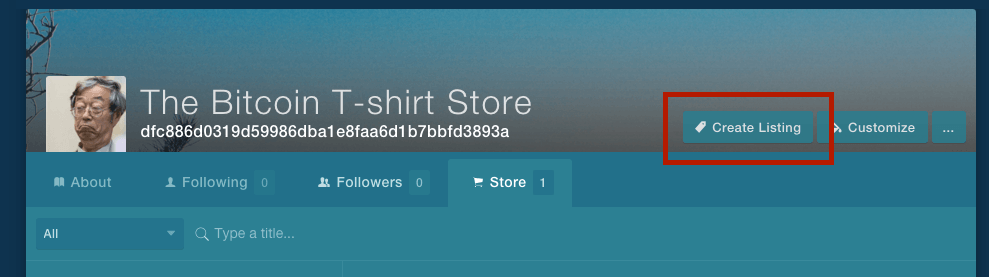 The Bitcoin T-shirt Store
dfc886d0319d59986dba1e8faa6d1b7bbfd3893a
Create Listing
Customize
...
About
Following 0
Followers 0
Store 1
All
Type a title...